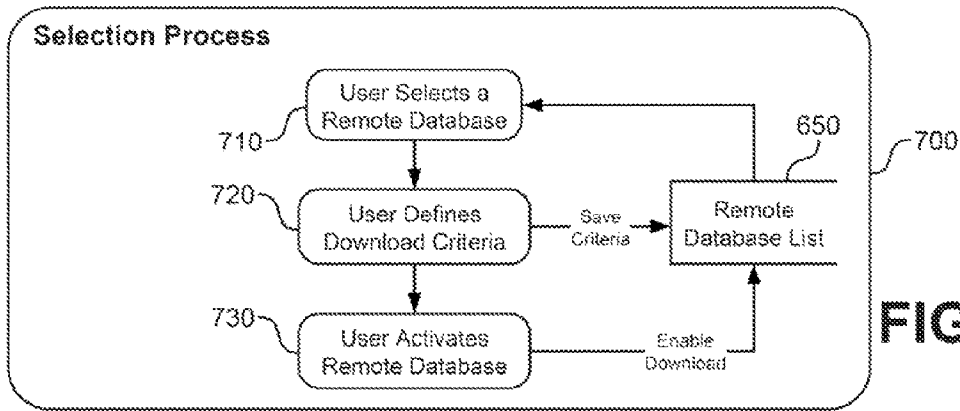 Selection Process
User Selects a
Remote Database
710
650
700
720
User Defines
Download Criteria
Save
Criteria
Remote
Database List
730
User Activates
Remote Database
Enable
Download
FIG